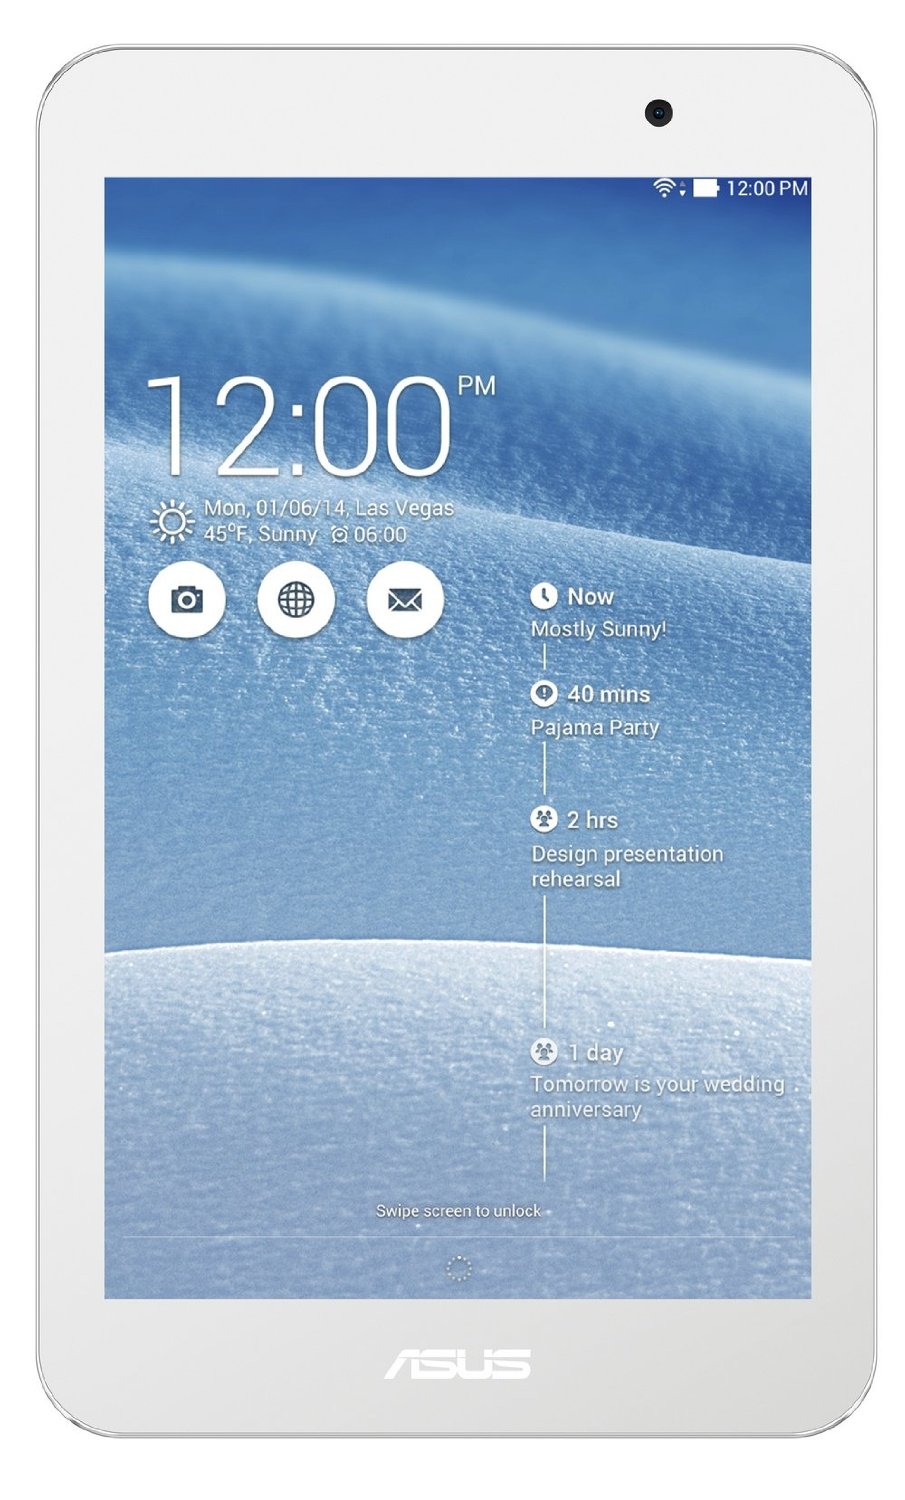 12:00 PM
12:00 PM
Mon, 01/06/14, Las Vegas
45°F, Sunny 06:00
Now
Mostly Sunny!
40 mins
Pajama Party
2 hrs
Design presentation
rehearsal
1 day
Tomorrow is your wedding
anniversary
Swipe screen to unlock
ASUS